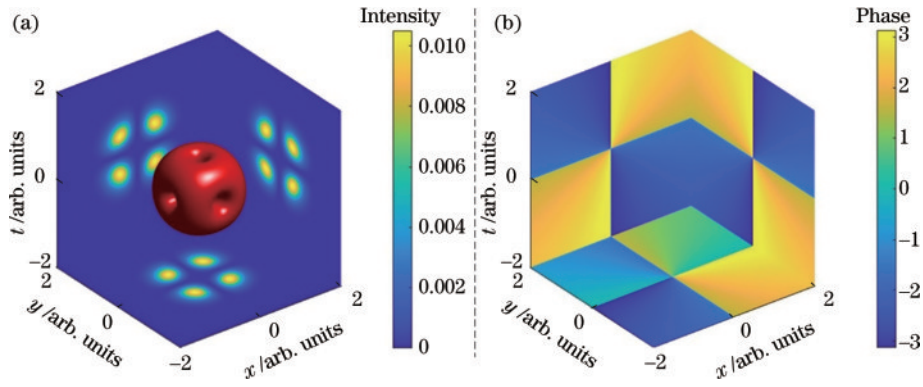 (a)
Intensity
0.010
0.008
0.006
0.004
0.002
0
t/arb. units
2
0
−2
y/arb. units
2
0
−2
x/arb. units
0
2
(b)
Phase
3
2
1
0
−1
−2
−3
t/arb. units
2
0
−2
y/arb. units
2
0
−2
x/arb. units
0
2